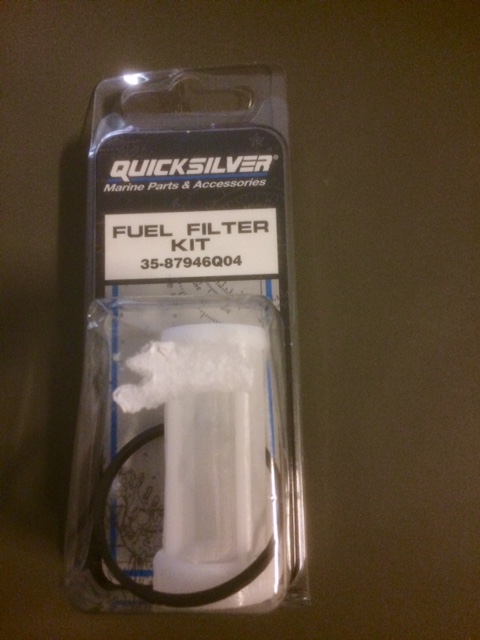 QUICKSILVER®
Marine Parts & Accessories
FUEL FILTER
KIT
35-87946Q04